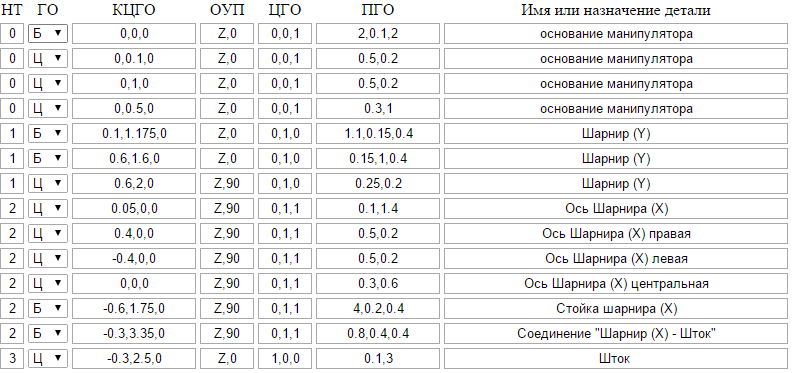 НТ ГО КЦГО ОУП ЦГО ПГО Имя или назначение детали
0 Б 0,0,0 Z,0 0,0,1 2,0.1,2 основание манипулятора
0 Ц 0,0.1,0 Z,0 0,0,1 0.5,0.2 основание манипулятора
0 Ц 0,1,0 Z,0 0,0,1 0.5,0.2 основание манипулятора
0 Ц 0,0.5,0 Z,0 0,0,1 0.3,1 основание манипулятора
1 Б 0.1,1.175,0 Z,0 0,1,0 1.1,0.15,0.4 Шарнир (Y)
1 Б 0.6,1.6,0 Z,0 0,1,0 0.15,1,0.4 Шарнир (Y)
1 Ц 0.6,2,0 Z,90 0,1,0 0.25,0.2 Шарнир (Y)
2 Ц 0.05,0,0 Z,90 0,1,1 0.1,1.4 Ось Шарнира (X)
2 Ц 0.4,0,0 Z,90 0,1,1 0.5,0.2 Ось Шарнира (X) правая
2 Ц -0.4,0,0 Z,90 0,1,1 0.5,0.2 Ось Шарнира (X) левая
2 Ц 0,0,0 Z,90 0,1,1 0.3,0.6 Ось Шарнира (X) центральная
2 Б -0.6,1.75,0 Z,90 0,1,1 4,0.2,0.4 Стойка шарнира (X)
2 Б -0.3,3.35,0 Z,90 0,1,1 0.8,0.4,0.4 Соединение "Шарнир (X) - Шток"
3 Ц -0.3,2.5,0 Z,0 1,0,0 0.1,3 Шток